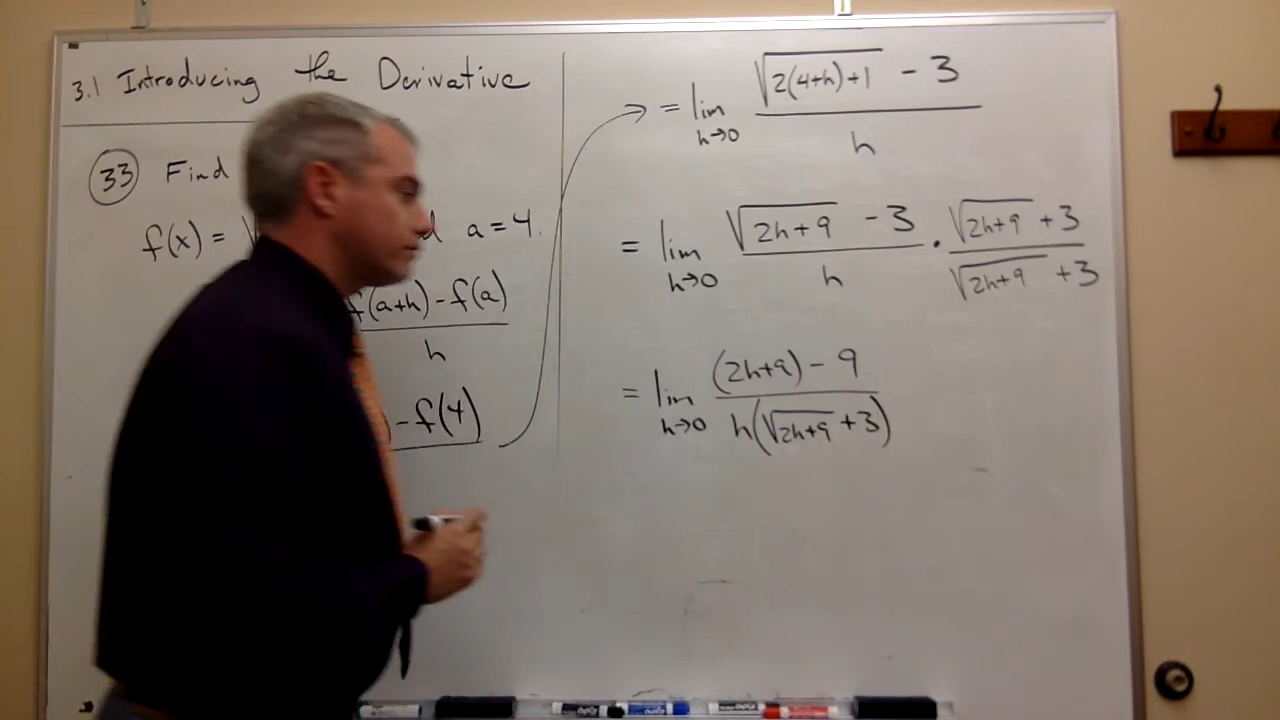 3.1 Introducing the Derivative
33 Find
f(x) = √ a = 4.
f(a+h) - f(a)
h
- f(4)
= lim h→0 (√2(4+h)+1 - 3) / h
= lim h→0 (√2h+9 - 3) / h · (√2h+9 + 3) / (√2h+9 + 3)
= lim h→0 ((2h+9) - 9) / (h(√2h+9 + 3))